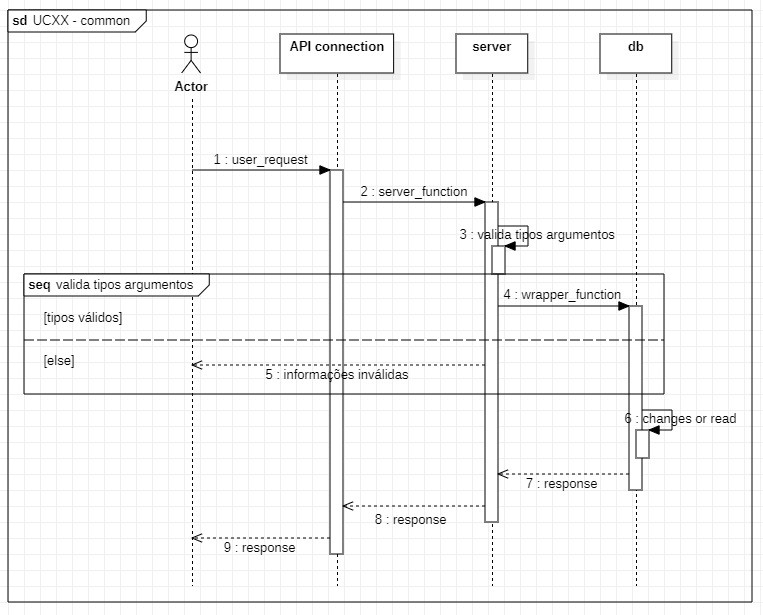 sd UCXX - common
Actor
API connection
server
db
1 : user_request
2 : server_function
3 : valida tipos argumentos
seq valida tipos argumentos
4 : wrapper_function
[tipos válidos]
[else]
5 : informações inválidas
6 : changes or read
7 : response
8 : response
9 : response